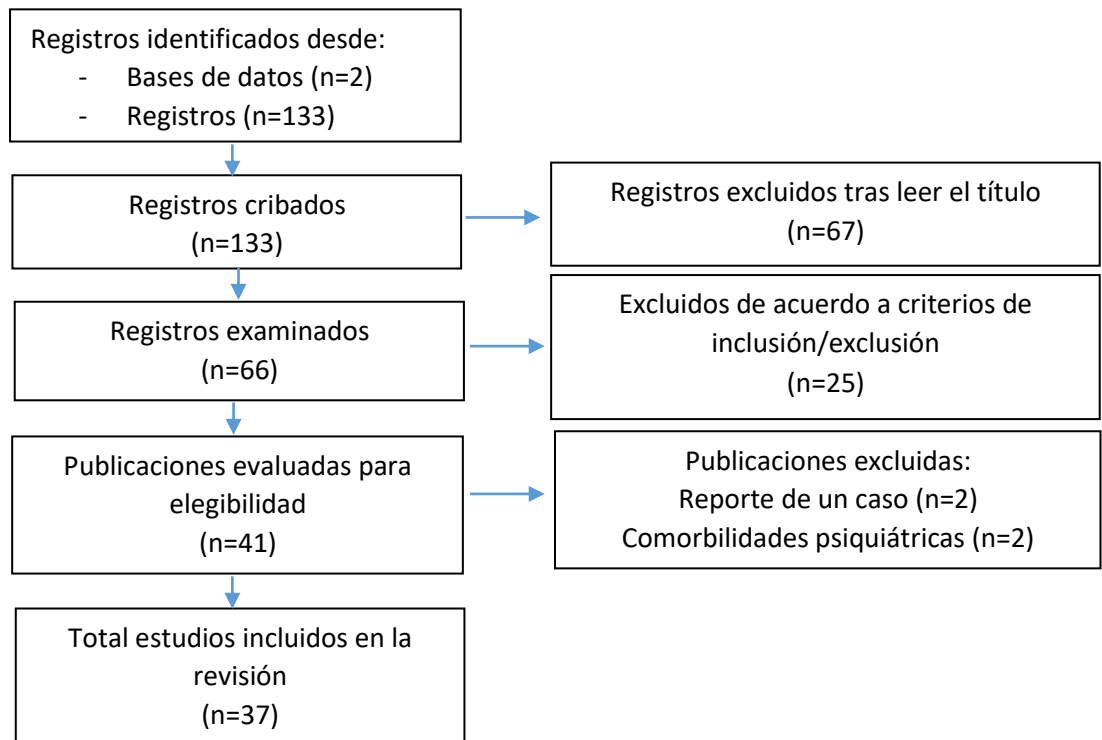 Registros identificados desde:
- Bases de datos (n=2)
- Registros (n=133)
Registros cribados
(n=133)
Registros excluidos tras leer el título
(n=67)
Registros examinados
(n=66)
Excluidos de acuerdo a criterios de
inclusión/exclusión
(n=25)
Publicaciones evaluadas para
elegibilidad
(n=41)
Publicaciones excluidas:
Reporte de un caso (n=2)
Comorbilidades psiquiátricas (n=2)
Total estudios incluidos en la
revisión
(n=37)